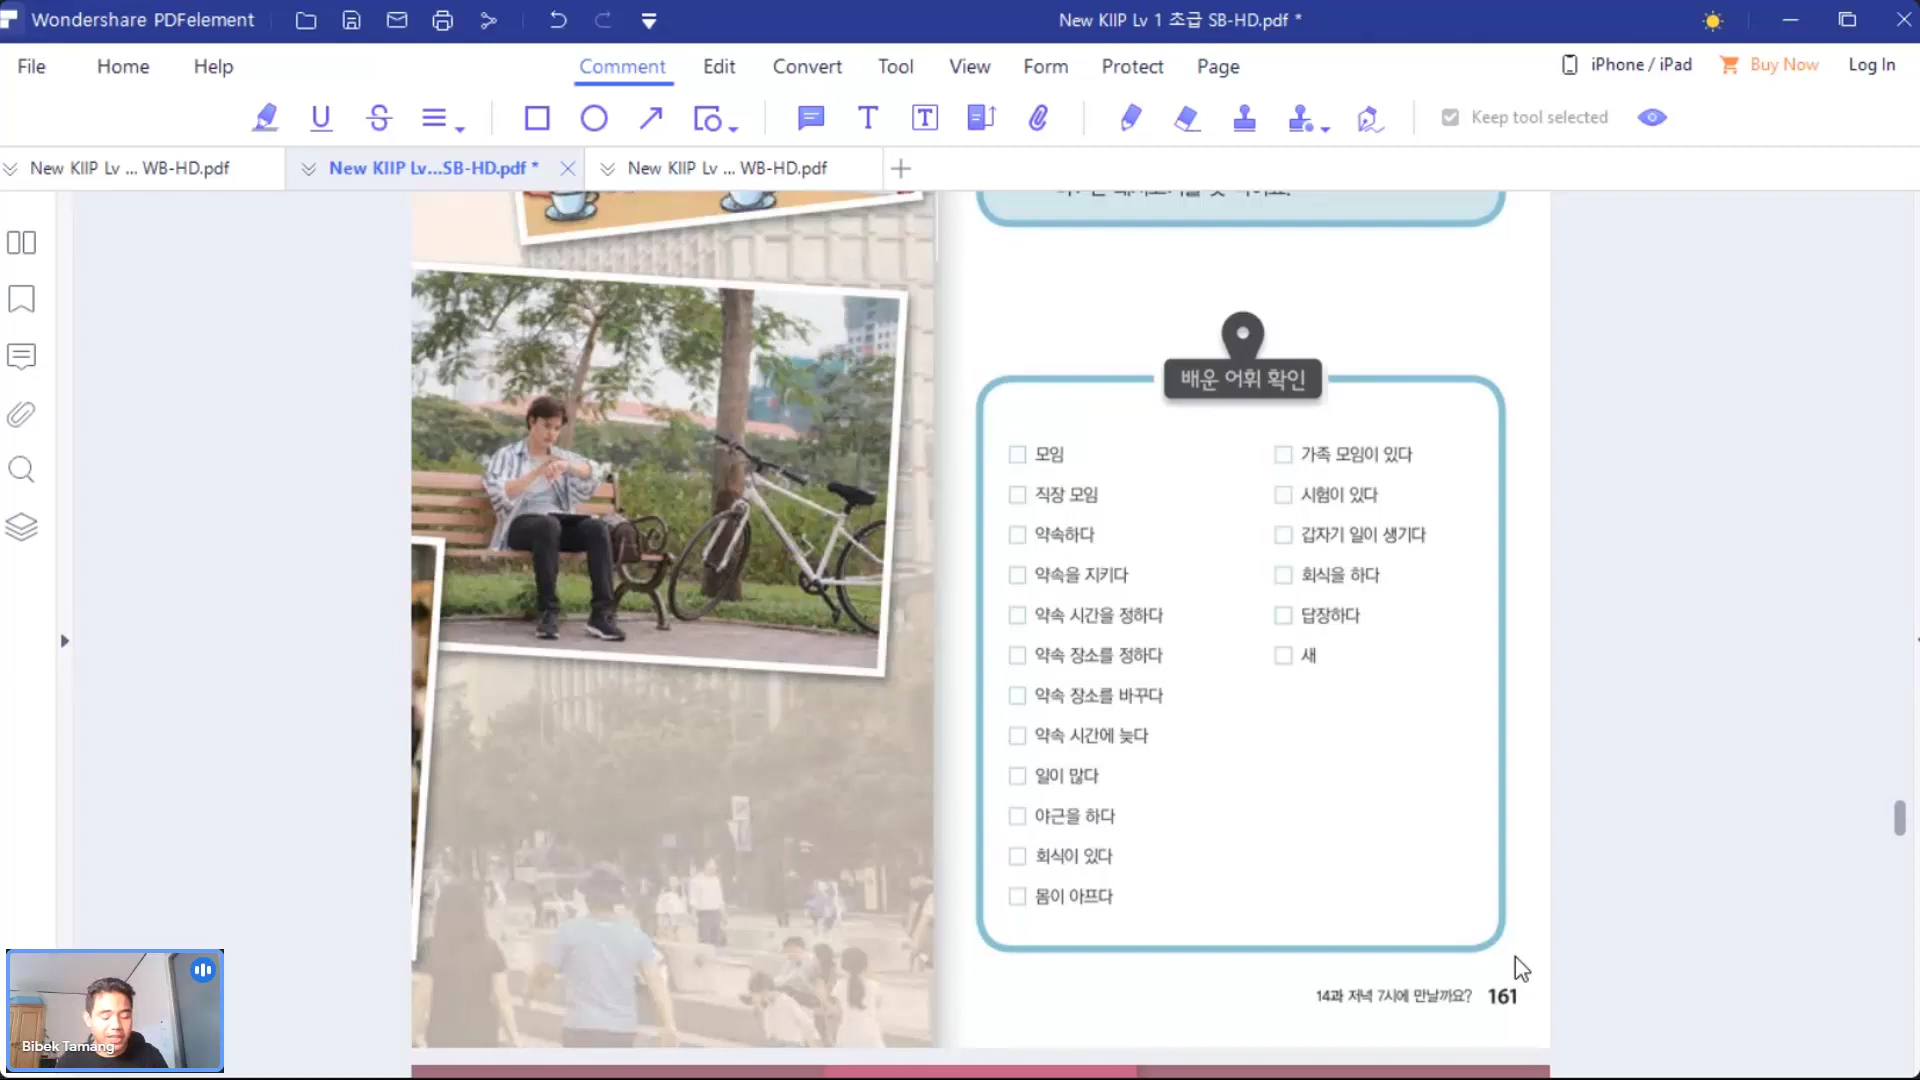 Wondershare PDFelement
New KIIP Lv 1 초급 SB-HD.pdf *
File Home Help Comment Edit Convert Tool View Form Protect Page iPhone / iPad Buy Now Log In
Keep tool selected
New KIIP Lv ... WB-HD.pdf
New KIIP Lv...SB-HD.pdf *
New KIIP Lv ... WB-HD.pdf
배운 어휘 확인
모임
직장 모임
약속하다
약속을 지키다
약속 시간을 정하다
약속 장소를 정하다
약속 장소를 바꾸다
약속 시간에 늦다
일이 많다
야근을 하다
회식이 있다
몸이 아프다
가족 모임이 있다
시험이 있다
갑자기 일이 생기다
회식을 하다
답장하다
새
14과 저녁 7시에 만날까요? 161
Bibek Tamang